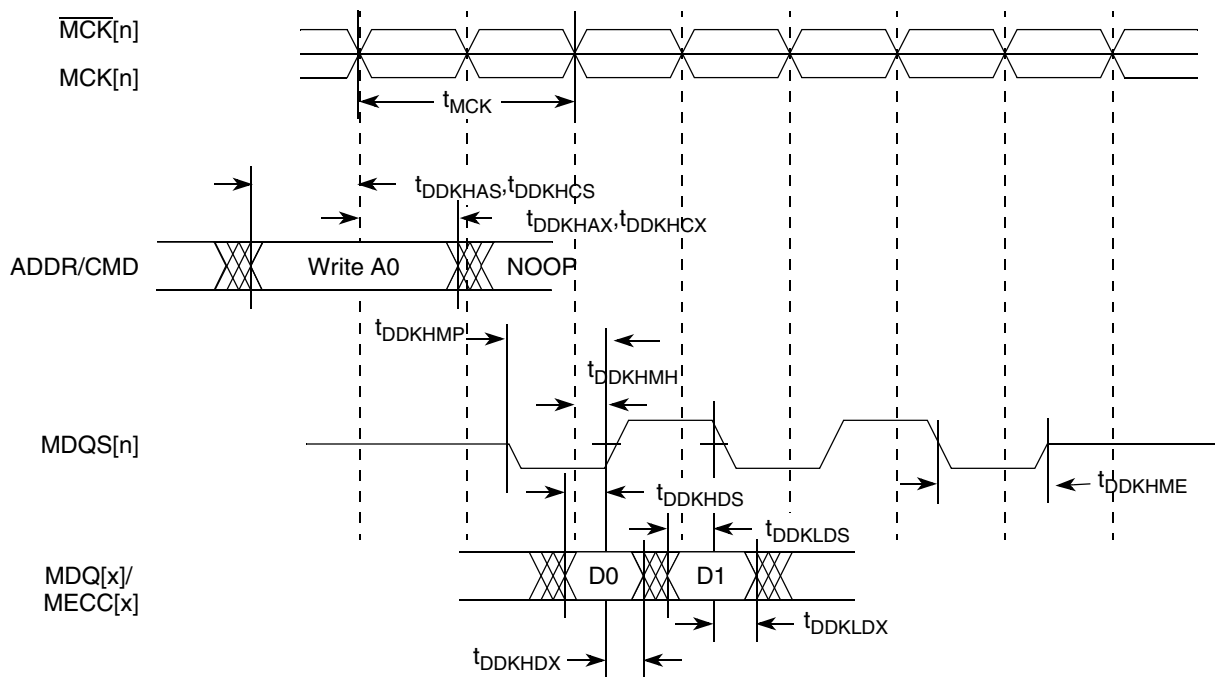 MCK[n]
MCK[n]
tMCK
tDDKHAS,tDDKHCS
tDDKHAX,tDDKHCX
ADDR/CMD
Write A0
NOOP
tDDKHMP
tDDKHMH
MDQS[n]
tDDKHME
tDDKHDS
tDDKLDS
MDQ[x]/
MECC[x]
D0
D1
tDDKLDX
tDDKHDX